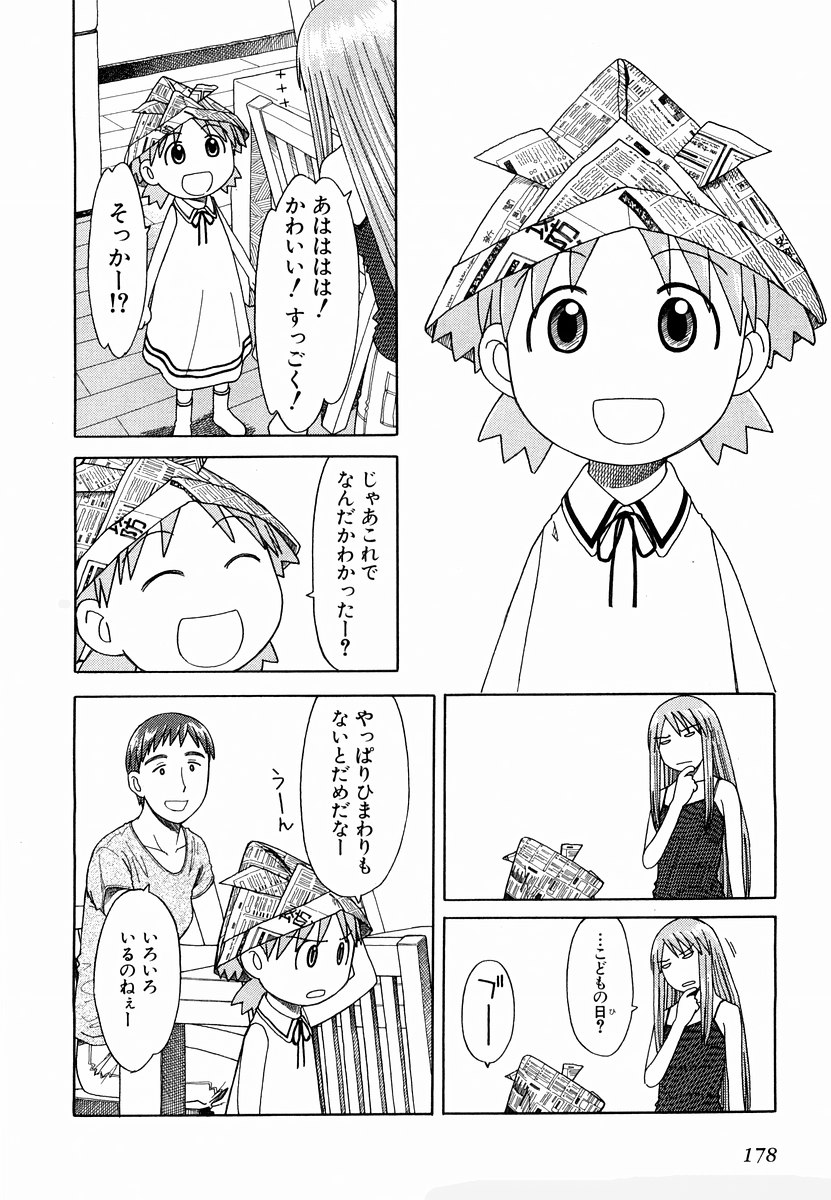 あはははは!
かわいい! すっごく!
そっかー!?
じゃあこれで
なんだかわかったー?
…こどもの日?
ひ
ブー
やっぱりひまわりも
ないとだめだなー
うーん
いろいろ
いるのねぇー
178